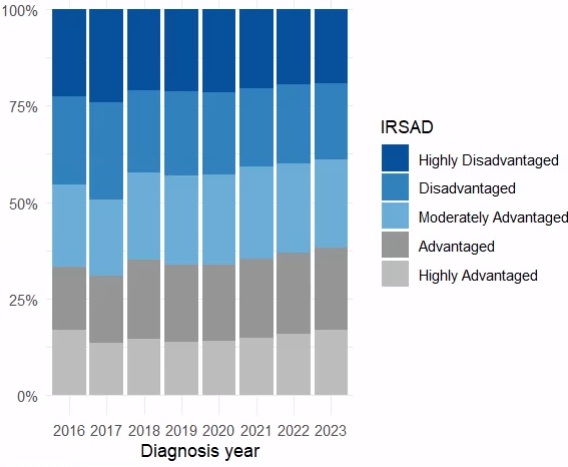 100%
75%
50%
25%
0%
2016 2017 2018 2019 2020 2021 2022 2023
Diagnosis year
IRSAD
Highly Disadvantaged
Disadvantaged
Moderately Advantaged
Advantaged
Highly Advantaged